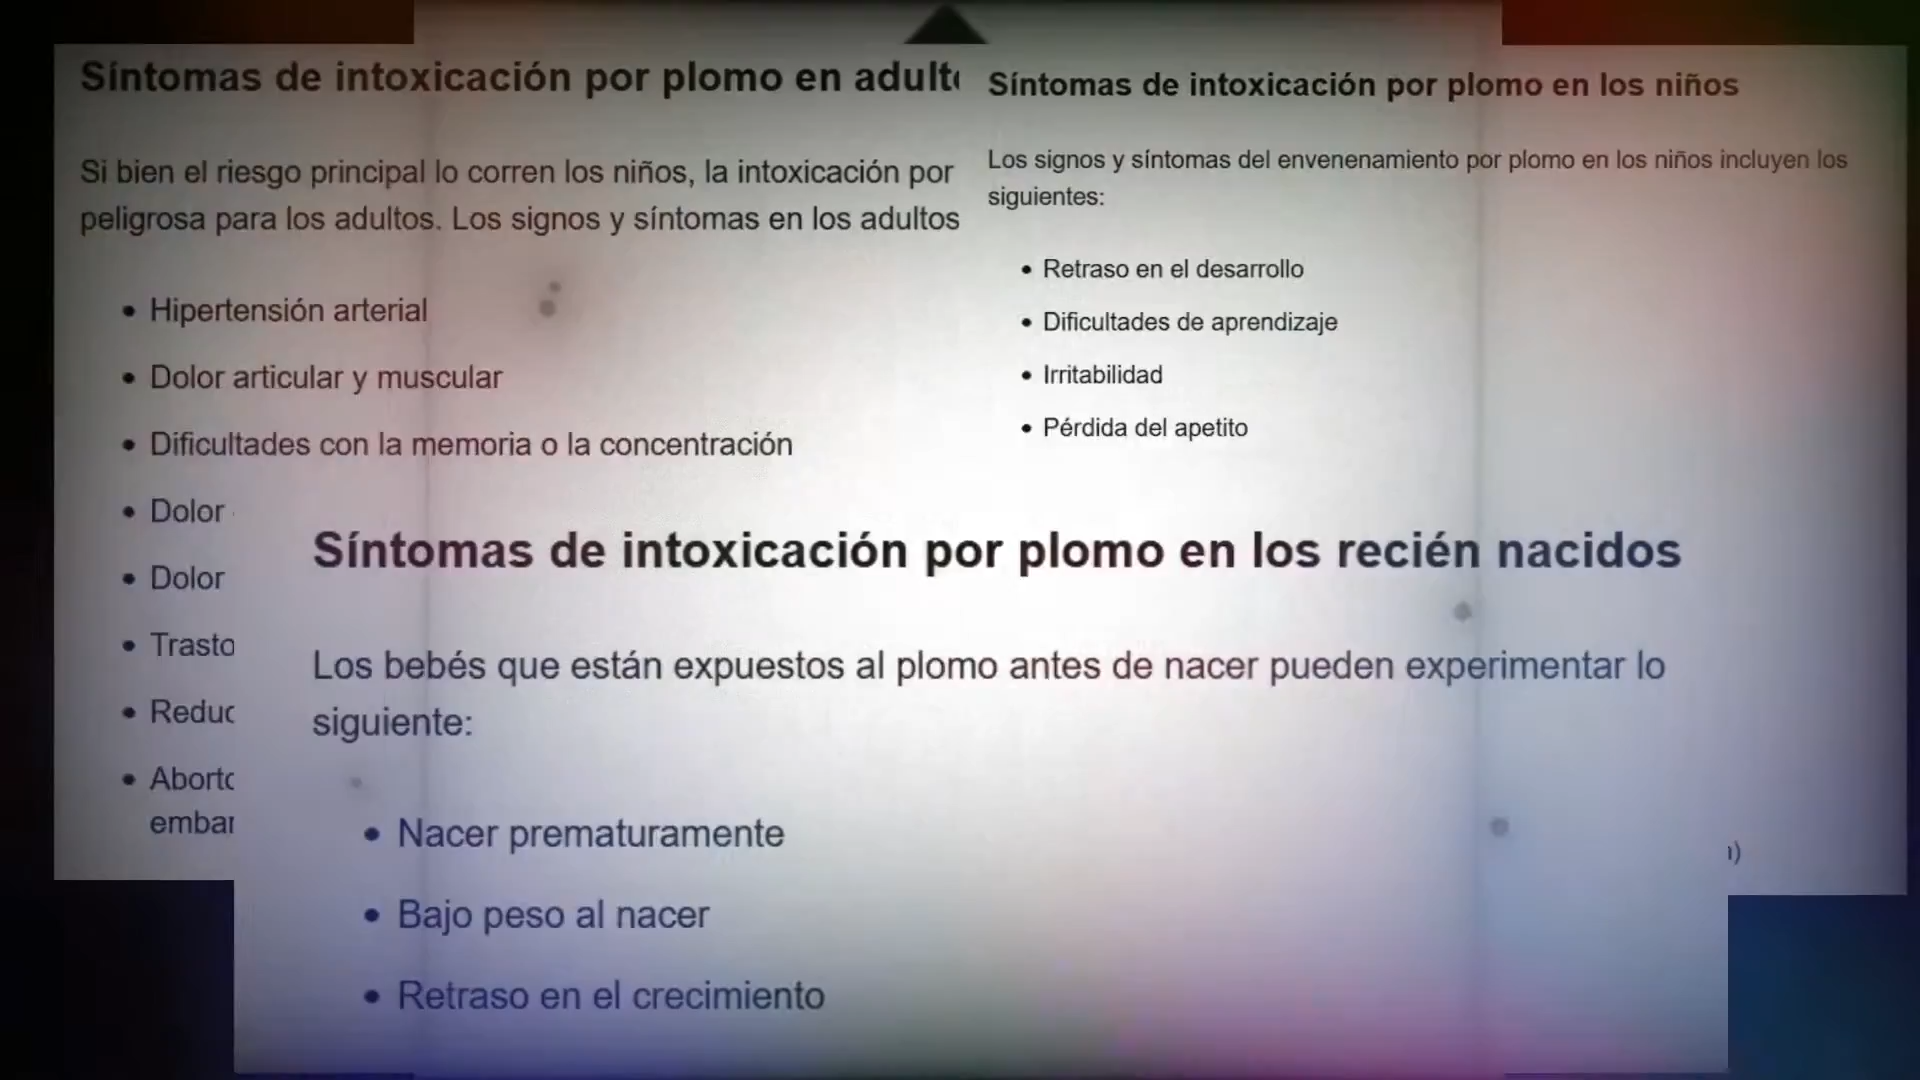 Síntomas de intoxicación por plomo en
Si bien el riesgo principal lo corren los niños, la intoxicación por
peligrosa para los adultos. Los signos y síntomas en los adultos
Hipertensión arterial
Dolor articular y muscular
Dificultades con la memoria o la concentración
Dolor
Dolor
Síntomas de intoxicación por plomo en los niños
Los signos y síntomas del envenenamiento por plomo en los niños incluyen los
siguientes:
Retraso en el desarrollo
Dificultades de aprendizaje
Irritabilidad
Pérdida del apetito
Síntomas de intoxicación por plomo en los recién nacidos
Los bebés que están expuestos al plomo antes de nacer pueden experimentar lo
siguiente:
Nacer prematuramente
Bajo peso al nacer
Retraso en el crecimiento